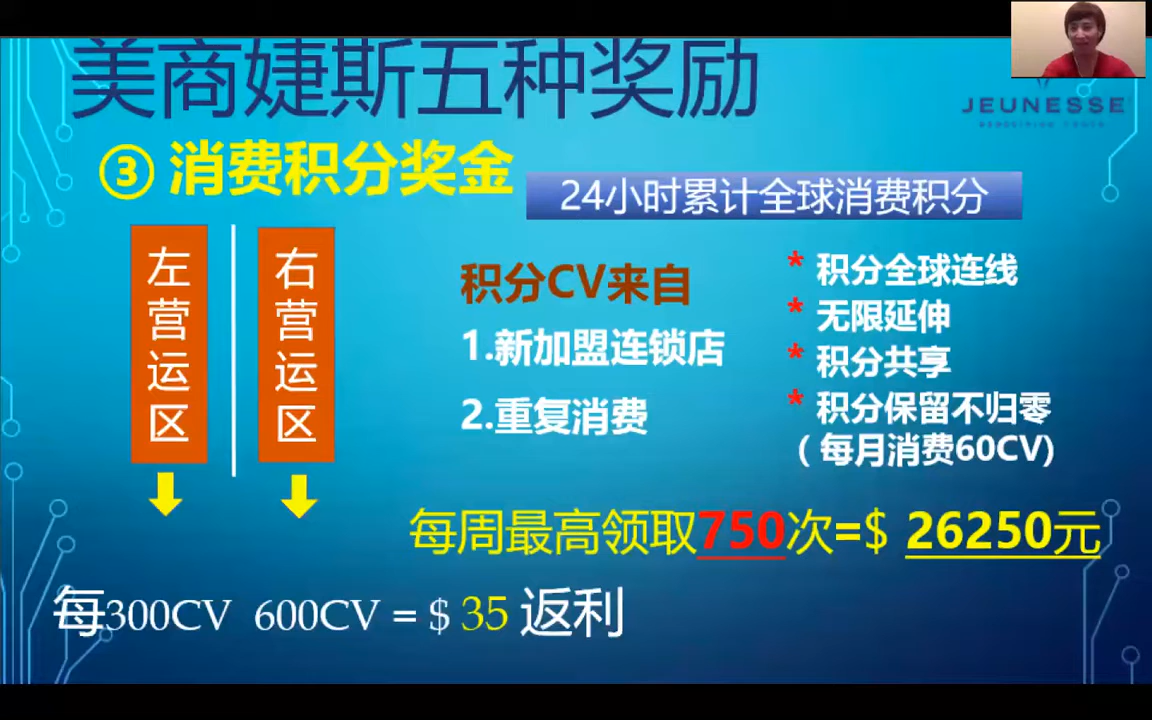 美商婕斯五种奖励
JEUNESSE
③ 消费积分奖金
24小时累计全球消费积分
左营运区
右营运区
积分CV来自
1.新加盟连锁店
2.重复消费
* 积分全球连线
* 无限延伸
* 积分共享
* 积分保留不归零
( 每月消费60CV)
每周最高领取750次=$ 26250元
每300CV 600CV = $ 35 返利